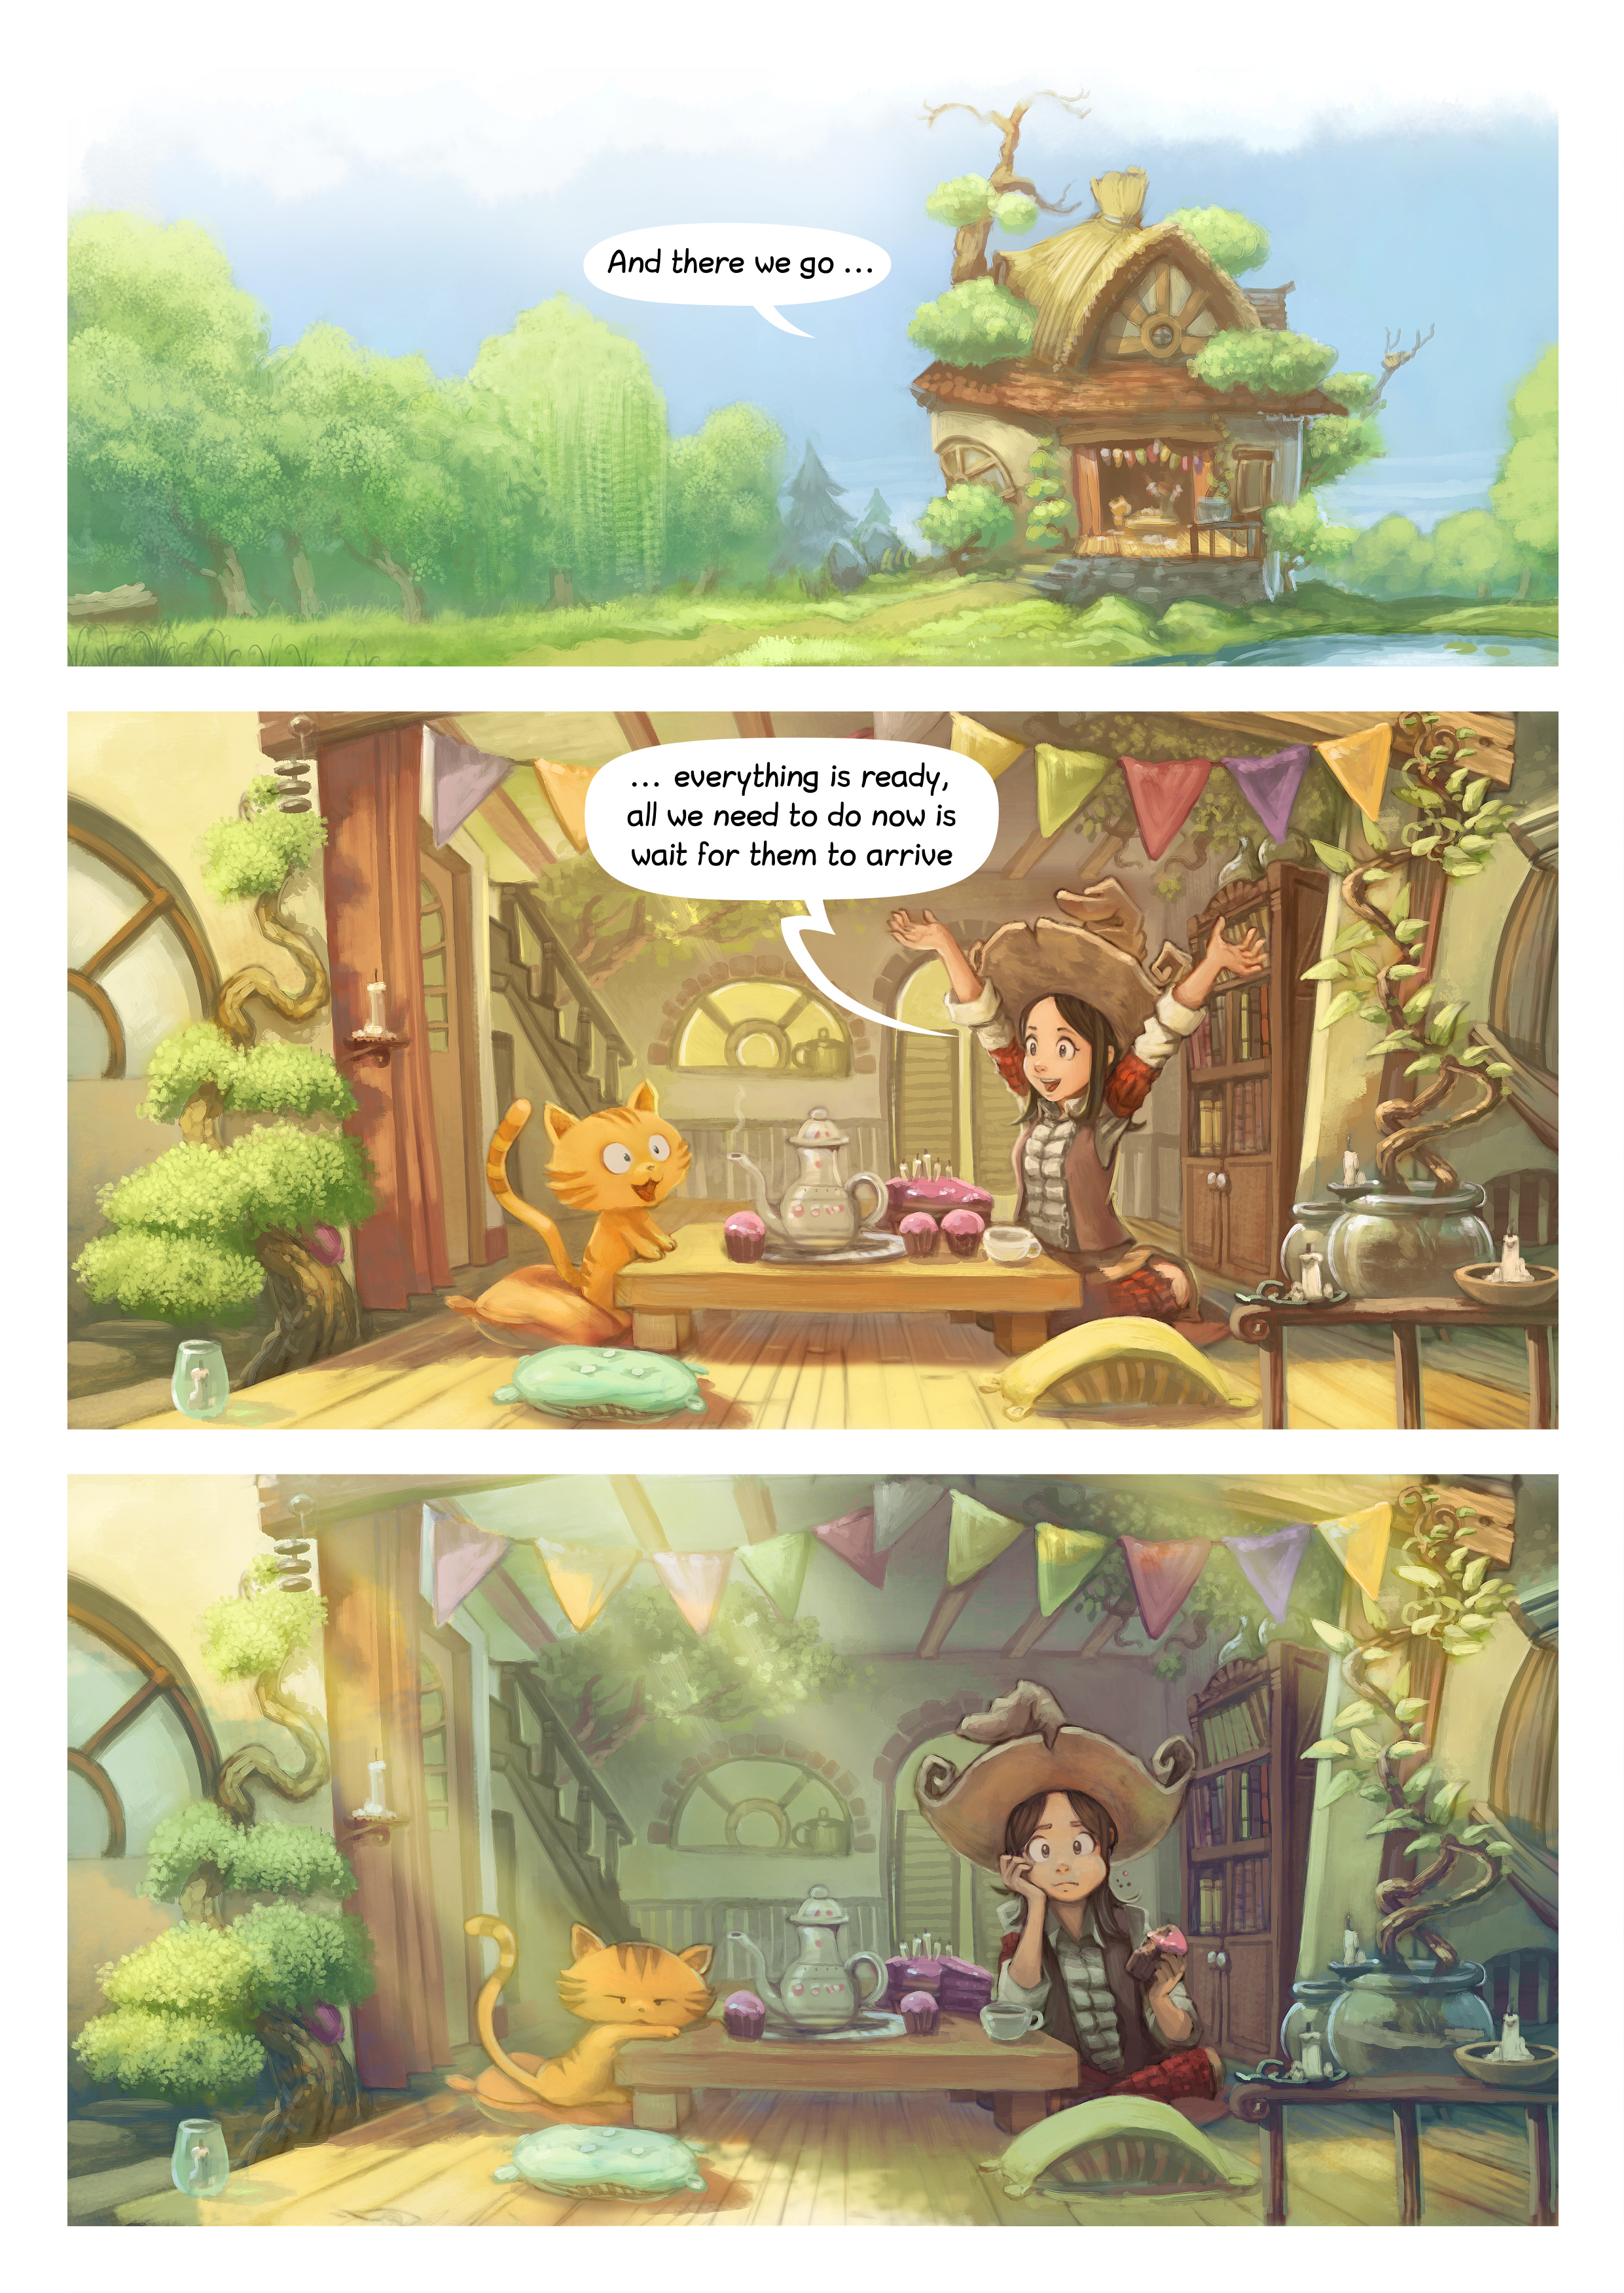 And there we go ...
... everything is ready,
all we need to do now is
wait for them to arrive